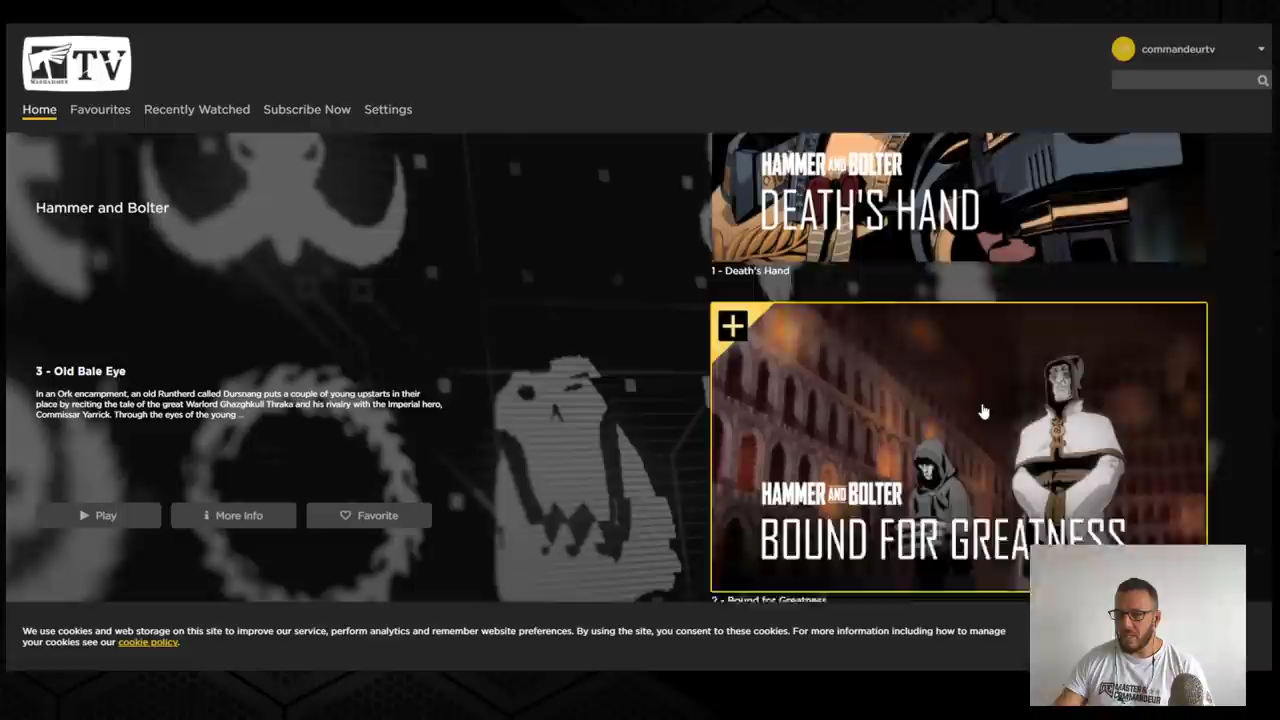 WARHAMMER
TV
commandeurtv
Home
Favourites
Recently Watched
Subscribe Now
Settings
Hammer and Bolter
HAMMER AND BOLTER
DEATH'S HAND
1 - Death's Hand
3 - Old Bale Eye
In an Ork encampment, an old Runtherd called Dursnang puts a couple of young upstarts in their
place by reciting the tale of the great Warlord Ghazghkull Thraka and his rivalry with the Imperial hero,
Commissar Yarrick. Through the eyes of the young ...
Play
More Info
Favorite
HAMMER AND BOLTER
BOUND FOR GREATNESS
2 - Bound for Greatness
We use cookies and web storage on this site to improve our service, perform analytics and remember website preferences. By using the site, you consent to these cookies. For more information including how to manage
your cookies see our cookie policy.
MASTER &
COMMANDEUR